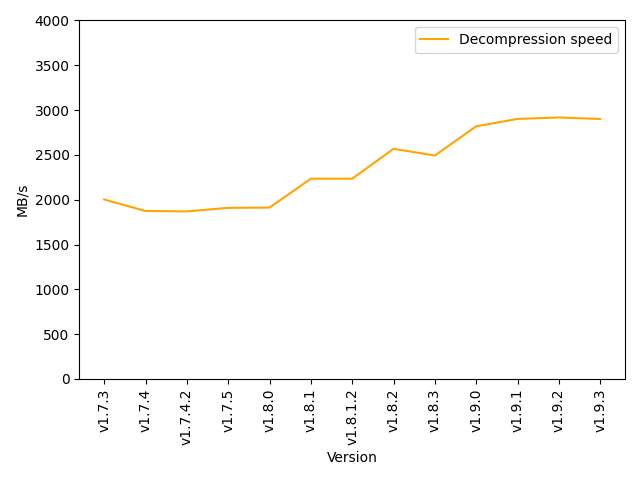 4000
3500
3000
2500
2000
1500
1000
500
0
MB/s
Decompression speed
v1.7.3
v1.7.4
v1.7.4.2
v1.7.5
v1.8.0
v1.8.1
v1.8.1.2
v1.8.2
v1.8.3
v1.9.0
v1.9.1
v1.9.2
v1.9.3
Version